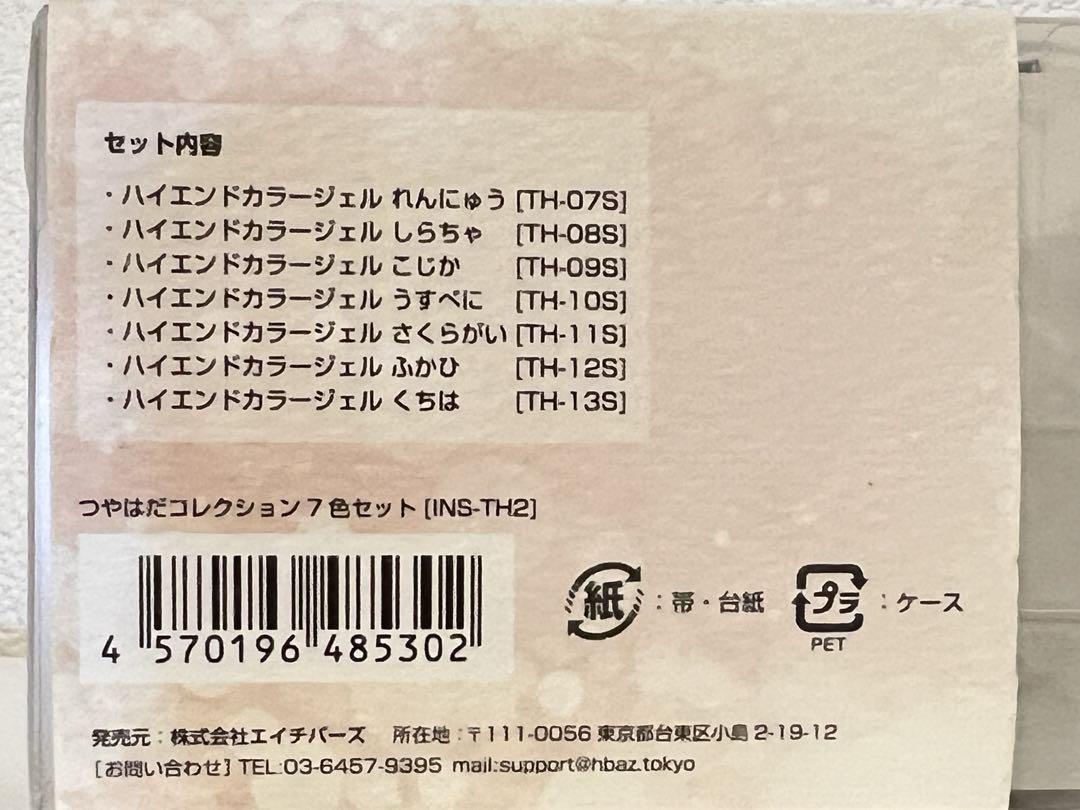 セット内容
・ハイエンドカラージェル れんにゅう [TH-07S]
・ハイエンドカラージェル しらちゃ [TH-08S]
・ハイエンドカラージェル こじか [TH-09S]
・ハイエンドカラージェル うすべに [TH-10S]
・ハイエンドカラージェル さくらがい [TH-11S]
・ハイエンドカラージェル ふかひ [TH-12S]
・ハイエンドカラージェル くちは [TH-13S]
つやはだコレクション７色セット [INS-TH2]
4 570196 485302
紙 : 帯・台紙
プラ : ケース
PET
発売元 : 株式会社エイチバーズ 所在地 : 〒111-0056 東京都台東区小島 2-19-12
[お問い合わせ] TEL:03-6457-9395 mail:support@hbaz.tokyo